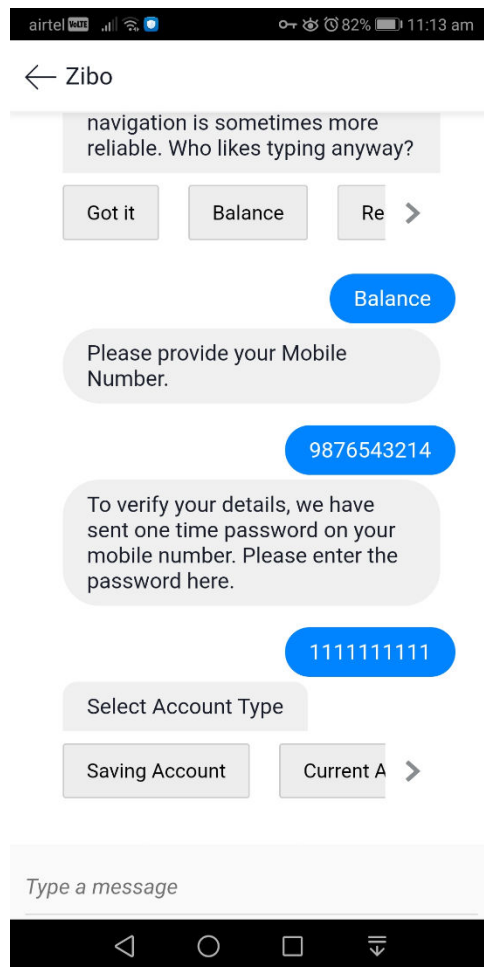 airtel VoLTE 82% 11:13 am
Zibo
navigation is sometimes more
reliable. Who likes typing anyway?
Got it Balance Re
Balance
Please provide your Mobile
Number.
9876543214
To verify your details, we have
sent one time password on your
mobile number. Please enter the
password here.
1111111111
Select Account Type
Saving Account Current A
Type a message